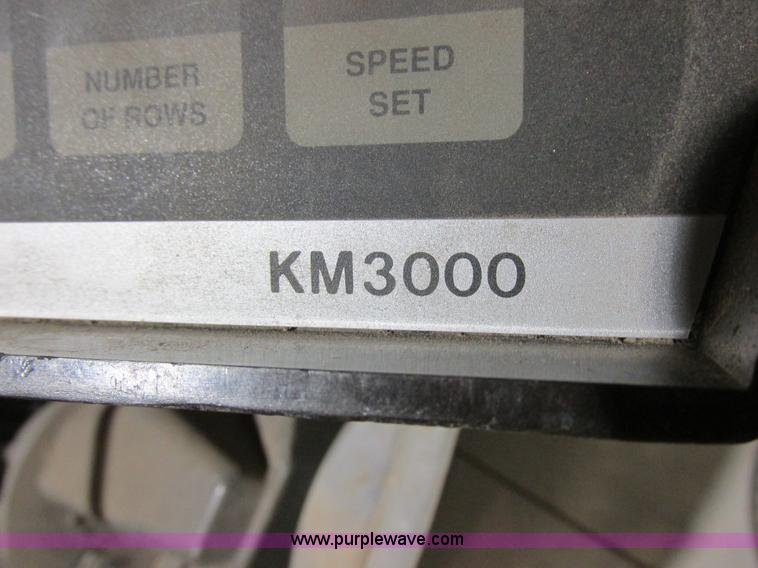 NUMBER
OF ROWS
SPEED
SET
KM3000
www.purplewave.com